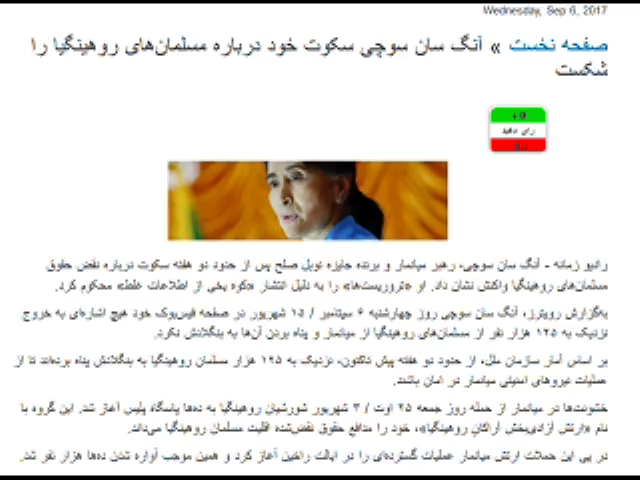 Wednesday, Sep 6, 2017
صفحه نخست » آنگ سان سوچی سکوت خود درباره مسلمان‌های روهینگیا را
شکست
+9
رای دهید
رادیو زمانه - آنگ سان سوچی، رهبر میانمار و برنده جایزه نوبل صلح پس از حدود دو هفته سکوت درباره نقض حقوق
مسلمان‌های روهینگیا واکنش نشان داد. او «تروریست‌ها» را به دلیل انتشار «کوه یخی از اطلاعات غلط» محکوم کرد.
به‌گزارش رویترز، آنگ سان سوچی روز چهارشنبه ۶ سپتامبر / ۱۵ شهریور در صفحه فیس‌بوک خود هیچ اشاره‌ای به خروج
نزدیک به ۱۲۵ هزار نفر از مسلمان‌های روهینگیا از میانمار و پناه بردن آن‌ها به بنگلادش نکرد.
بر اساس آمار سازمان ملل، از حدود دو هفته پیش تاکنون، نزدیک به ۱۲۵ هزار مسلمان روهینگیا به بنگلادش پناه برده‌اند تا از
عملیات نیروهای امنیتی میانمار در امان باشند.
خشونت‌ها در میانمار از حمله روز جمعه ۲۵ اوت / ۳ شهریور شورشیان روهینگیا به ده‌ها پاسگاه پلیس آغاز شد. این گروه با
نام «ارتش آزادی‌بخش آراکان روهینگیا»، خود را مدافع حقوق نقض‌شده اقلیت مسلمان روهینگیا می‌داند.
در پی این حملات ارتش میانمار عملیات گسترده‌ای را در ایالت راخین آغاز کرد و همین موجب آواره شدن ده‌ها هزار نفر شد.